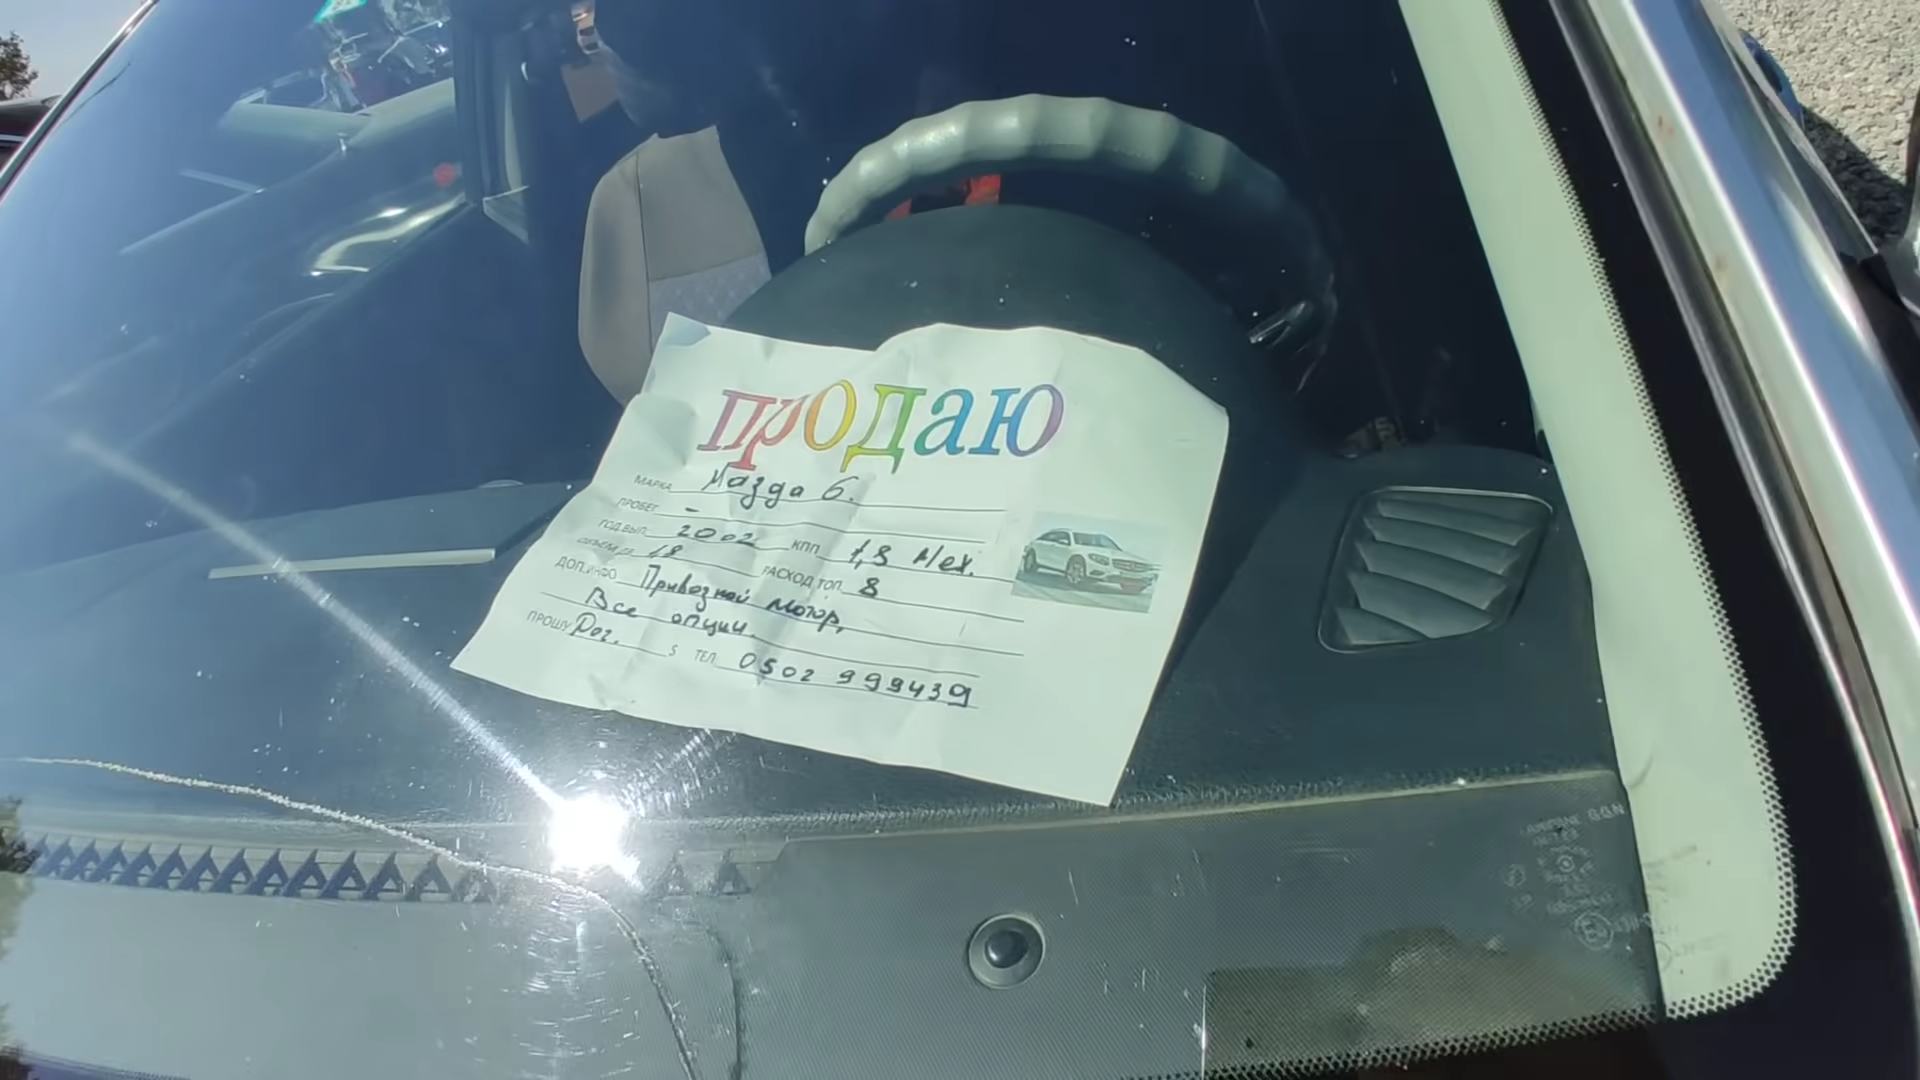 продаю
МАРКА Мазда 6.
ПРОБЕГ -
ГОД.ВЫП. 2002 КПП 1,8 Мех.
ОБЪЕМ ДВ. 1.8 РАСХОД ТОП. 8
ДОП.ИНФО Привозной мотор,
Все опции.
ПРОШУ Дог. $ ТЕЛ. 0502 999439